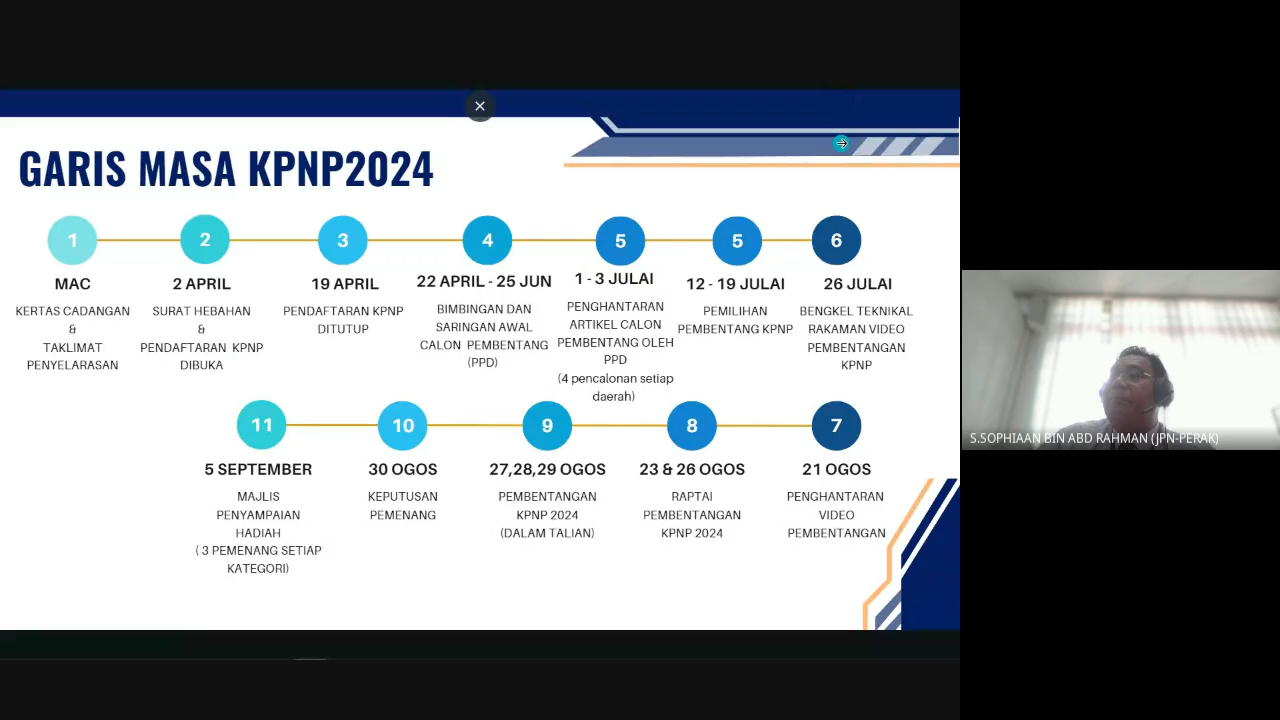 GARIS MASA KPNP2024
1
MAC
KERTAS CADANGAN
&
TAKLIMAT
PENYELARASAN
2
2 APRIL
SURAT HEBAHAN
&
PENDAFTARAN KPNP
DIBUKA
3
19 APRIL
PENDAFTARAN KPNP
DITUTUP
4
22 APRIL - 25 JUN
BIMBINGAN DAN
SARINGAN AWAL
CALON PEMBENTANG
(PPD)
5
1 - 3 JULAI
PENGHANTARAN
ARTIKEL CALON
PEMBENTANG OLEH
PPD
(4 pencalonan setiap
daerah)
5
12 - 19 JULAI
PEMILIHAN
PEMBENTANG KPNP
6
26 JULAI
BENGKEL TEKNIKAL
RAKAMAN VIDEO
PEMBENTANGAN
KPNP
11
5 SEPTEMBER
MAJLIS
PENYAMPAIAN
HADIAH
( 3 PEMENANG SETIAP
KATEGORI)
10
30 OGOS
KEPUTUSAN
PEMENANG
9
27,28,29 OGOS
PEMBENTANGAN
KPNP 2024
(DALAM TALIAN)
8
23 & 26 OGOS
RAPTAI
PEMBENTANGAN
KPNP 2024
7
21 OGOS
PENGHANTARAN
VIDEO
PEMBENTANGAN
S.SOPHIAAN BIN ABD RAHMAN (JPN-PERAK)